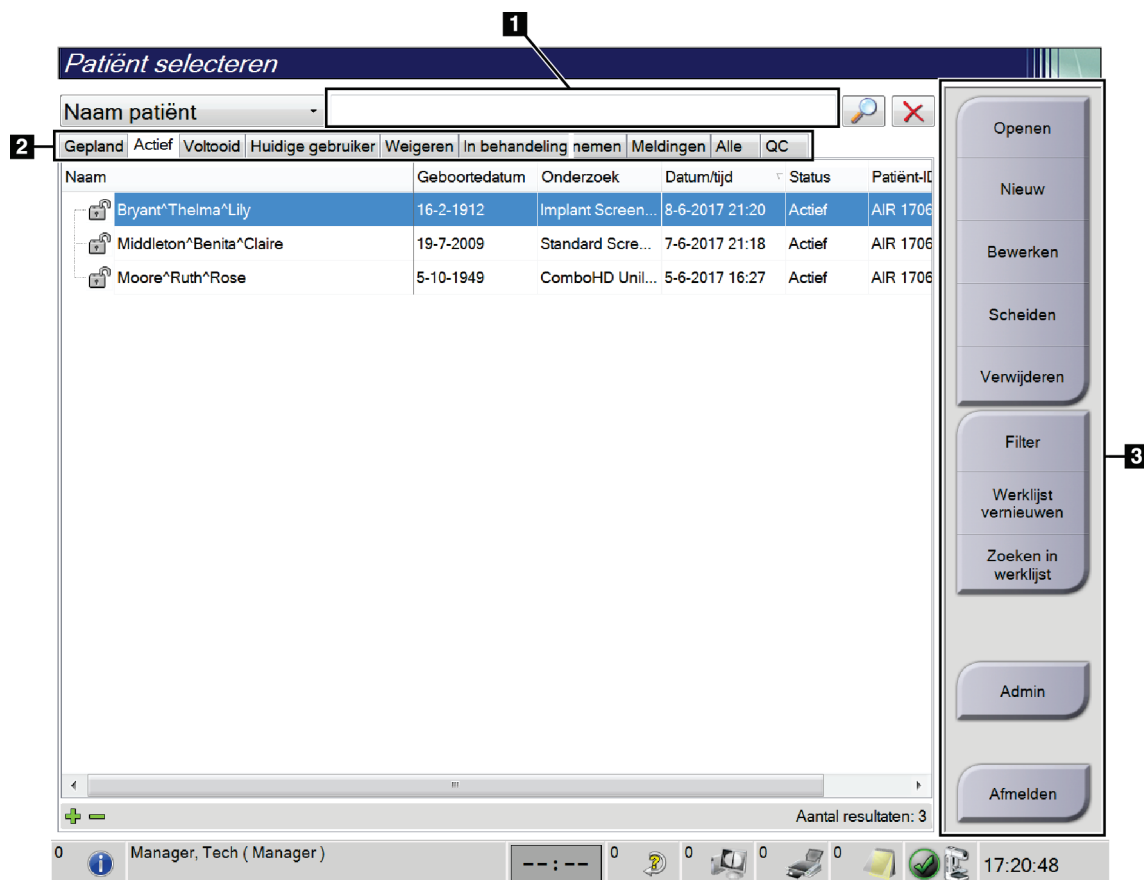 1
Patiënt selecteren
Naam patiënt
2
Gepland Actief Voltooid Huidige gebruiker Weigeren In behandeling nemen Meldingen Alle QC
Naam Geboortedatum Onderzoek Datum/tijd Status Patiënt-ID
Bryant^Thelma^Lily 16-2-1912 Implant Screen... 8-6-2017 21:20 Actief AIR 1706
Middleton^Benita^Claire 19-7-2009 Standard Scre... 7-6-2017 21:18 Actief AIR 1706
Moore^Ruth^Rose 5-10-1949 ComboHD Unil... 5-6-2017 16:27 Actief AIR 1706
Openen
Nieuw
Bewerken
Scheiden
Verwijderen
Filter
3
Werklijst
vernieuwen
Zoeken in
werklijst
Admin
Afmelden
Aantal resultaten: 3
0 Manager, Tech ( Manager ) --:-- 0 0 0 0 17:20:48